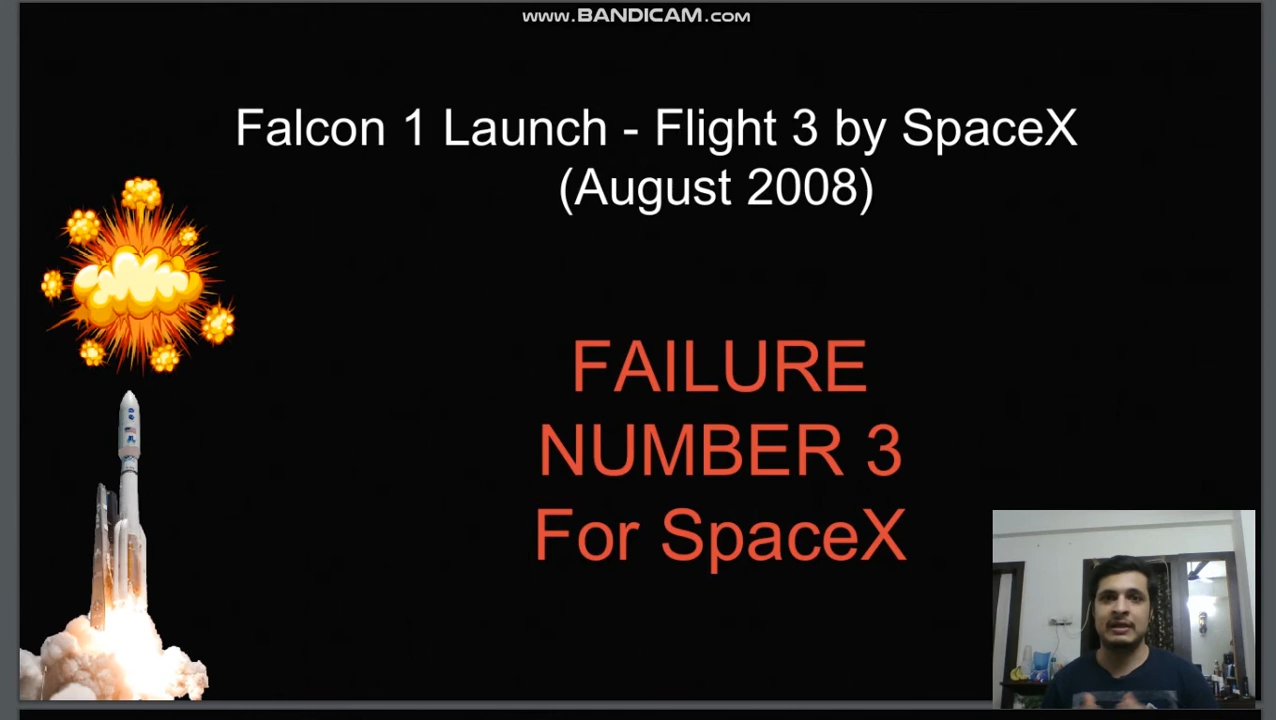 www.BANDICAM.com
Falcon 1 Launch - Flight 3 by SpaceX
(August 2008)
FAILURE
NUMBER 3
For SpaceX